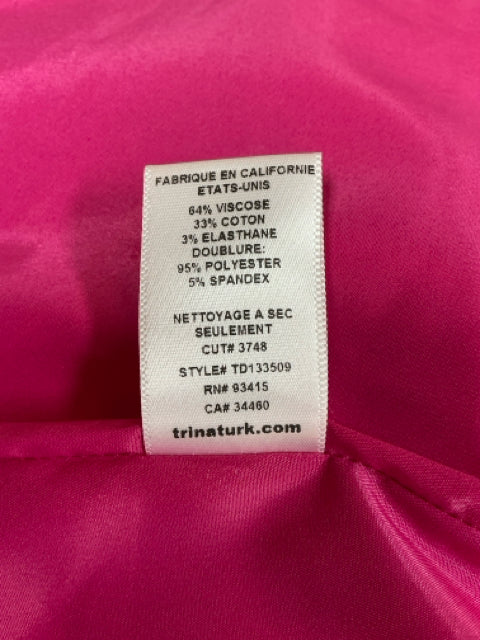 FABRIQUE EN CALIFORNIE
ETATS-UNIS
64% VISCOSE
33% COTON
3% ELASTHANE
DOUBLURE:
95% POLYESTER
5% SPANDEX
NETTOYAGE A SEC
SEULEMENT
CUT# 3748
STYLE# TD133509
RN# 93415
CA# 34460
trinaturk.com